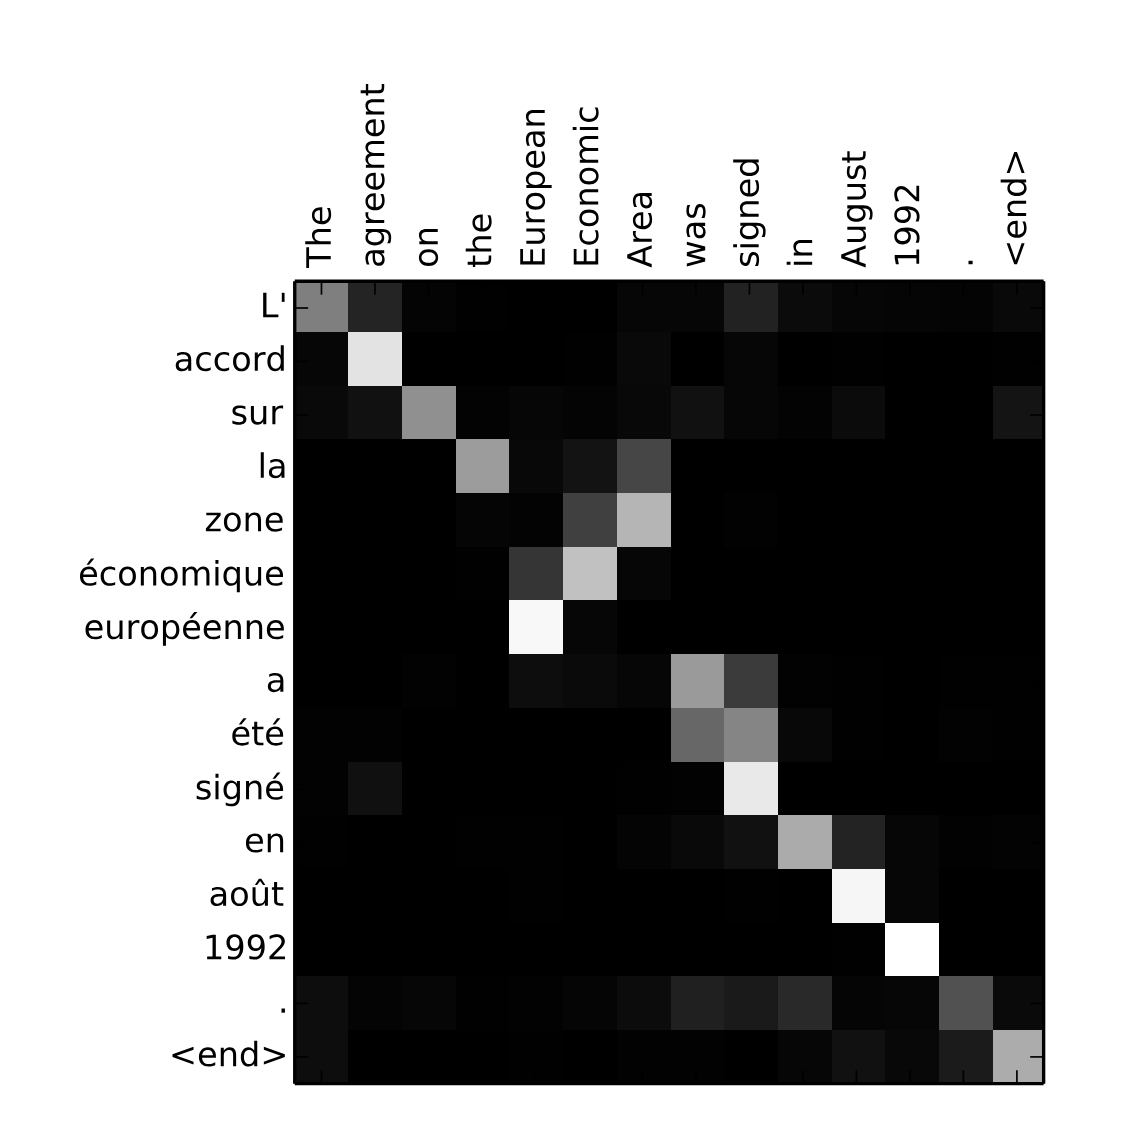 The
agreement
on
the
European
Economic
Area
was
signed
in
August
1992
.
<end>
L'
accord
sur
la
zone
économique
européenne
a
été
signé
en
août
1992
.
<end>